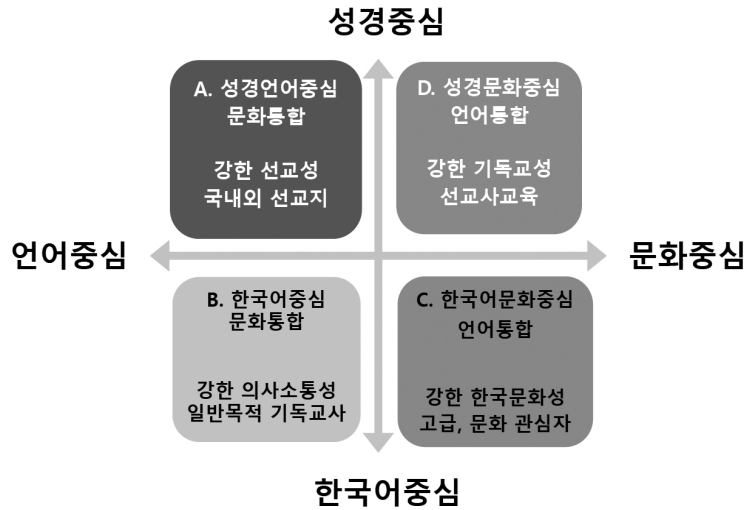 성경중심
A. 성경언어중심
문화통합
강한 선교성
국내외 선교지
D. 성경문화중심
언어통합
강한 기독교성
선교사교육
언어중심
문화중심
B. 한국어중심
문화통합
강한 의사소통성
일반목적 기독교사
C. 한국어문화중심
언어통합
강한 한국문화성
고급, 문화 관심자
한국어중심